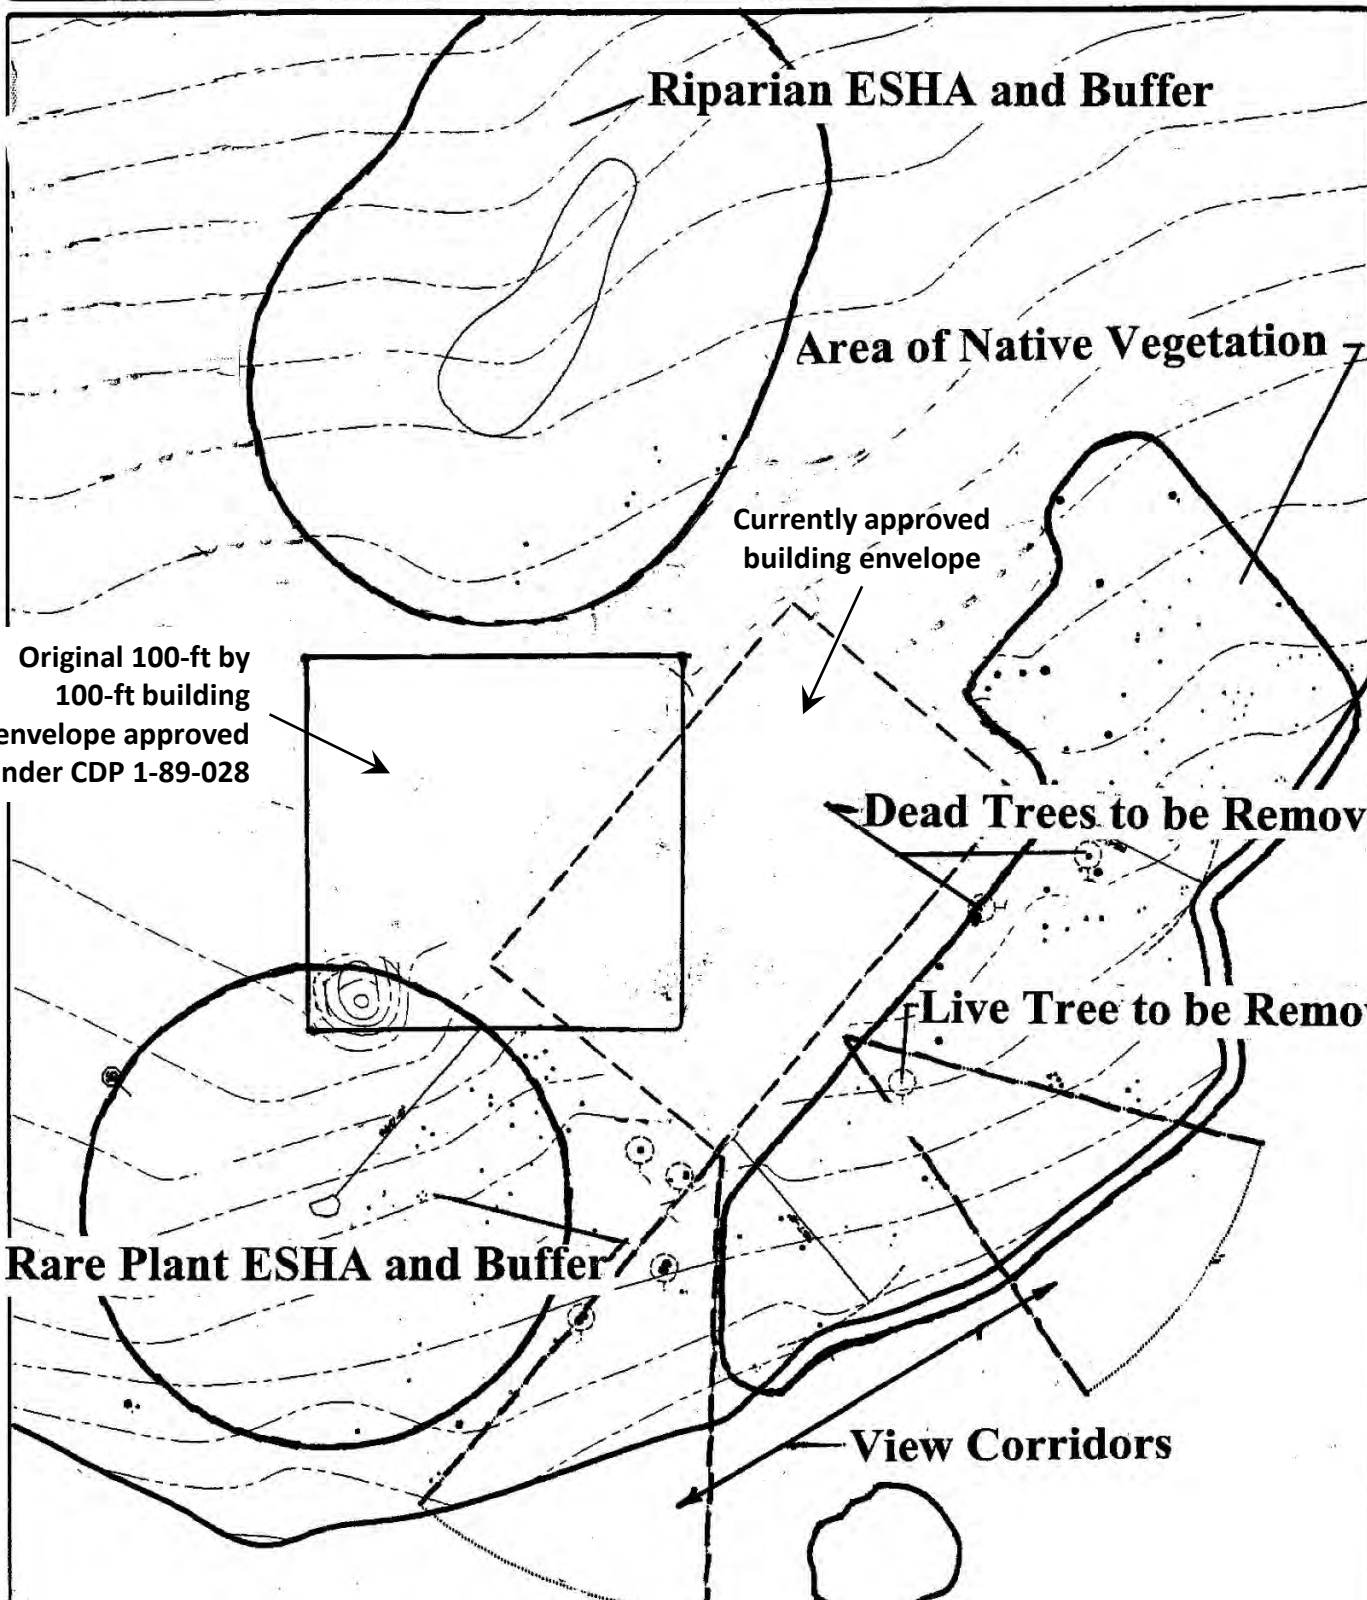 Riparian ESHA and Buffer
Area of Native Vegetation
Currently approved
building envelope
Original 100-ft by
100-ft building
envelope approved
nder CDP 1-89-028
Dead Trees to be Remov
Live Tree to be Remo
Rare Plant ESHA and Buffer
View Corridors